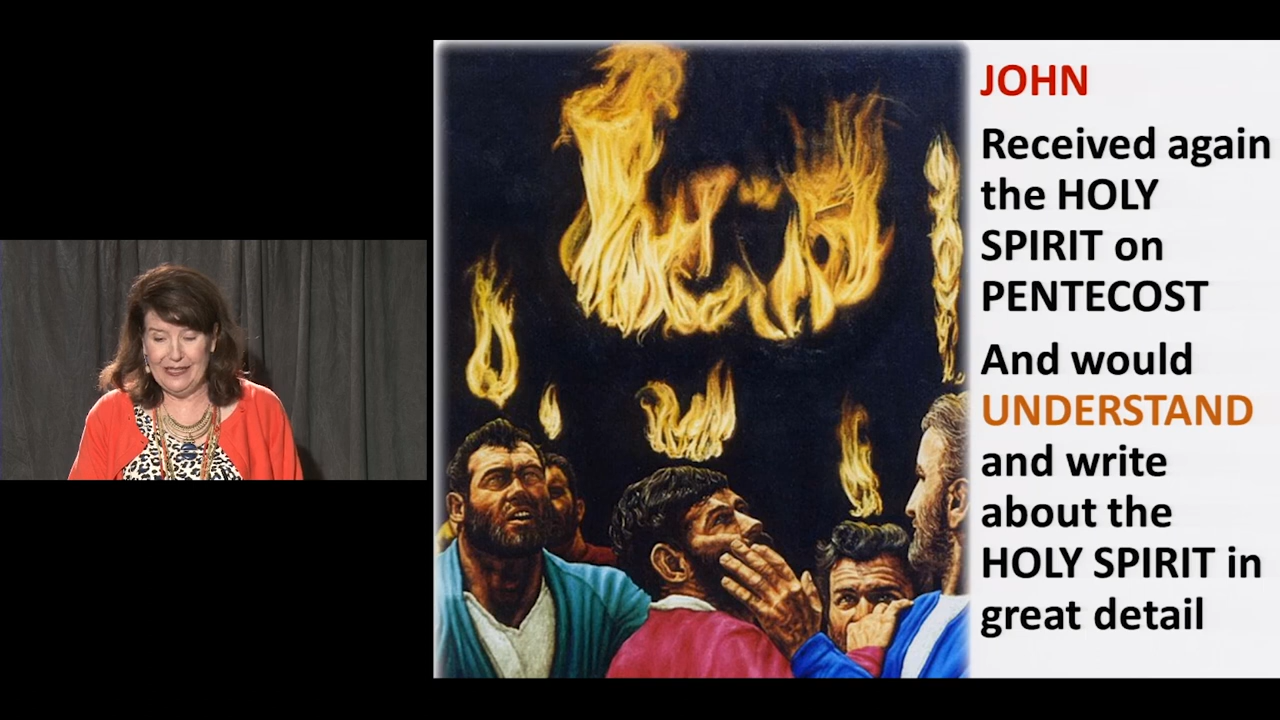 JOHN
Received again
the HOLY
SPIRIT on
PENTECOST
And would
UNDERSTAND
and write
about the
HOLY SPIRIT in
great detail